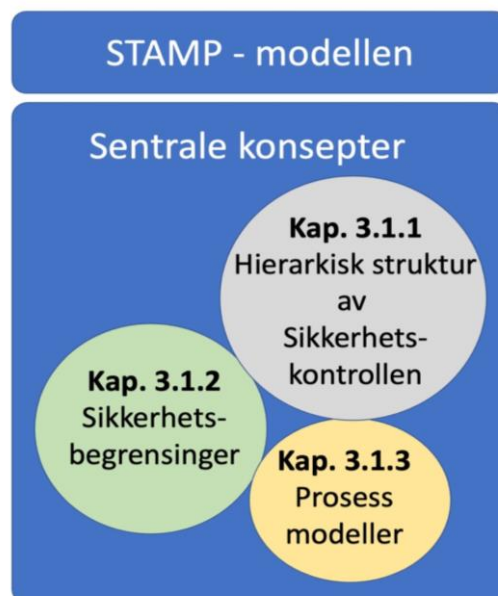 STAMP - modellen
Sentrale konsepter
Kap. 3.1.1
Hierarkisk struktur
av
Sikkerhets-
kontrollen
Kap. 3.1.2
Sikkerhets-
begrensinger
Kap. 3.1.3
Prosess
modeller